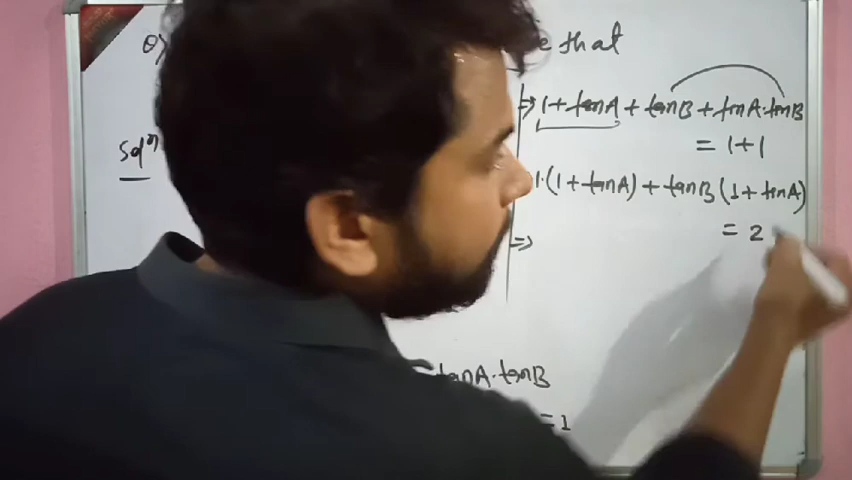 Q)
e that
Solⁿ
⇒ 1 + tanA + tanB + tanA·tanB
= 1 + 1
1·(1 + tanA) + tanB(1 + tanA)
= 2
⇒
tanA·tanB
= 1